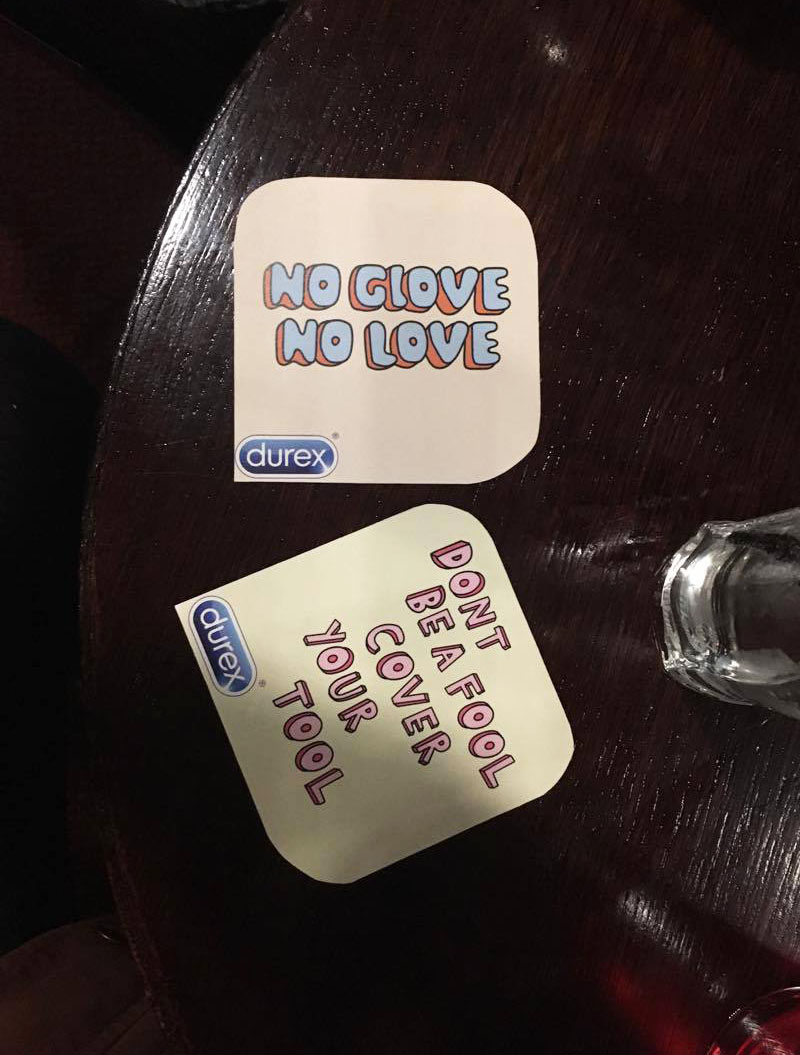 NO GLOVE
NO LOVE
durex®
DONT
BE A FOOL
COVER
YOUR
TOOL
durex®